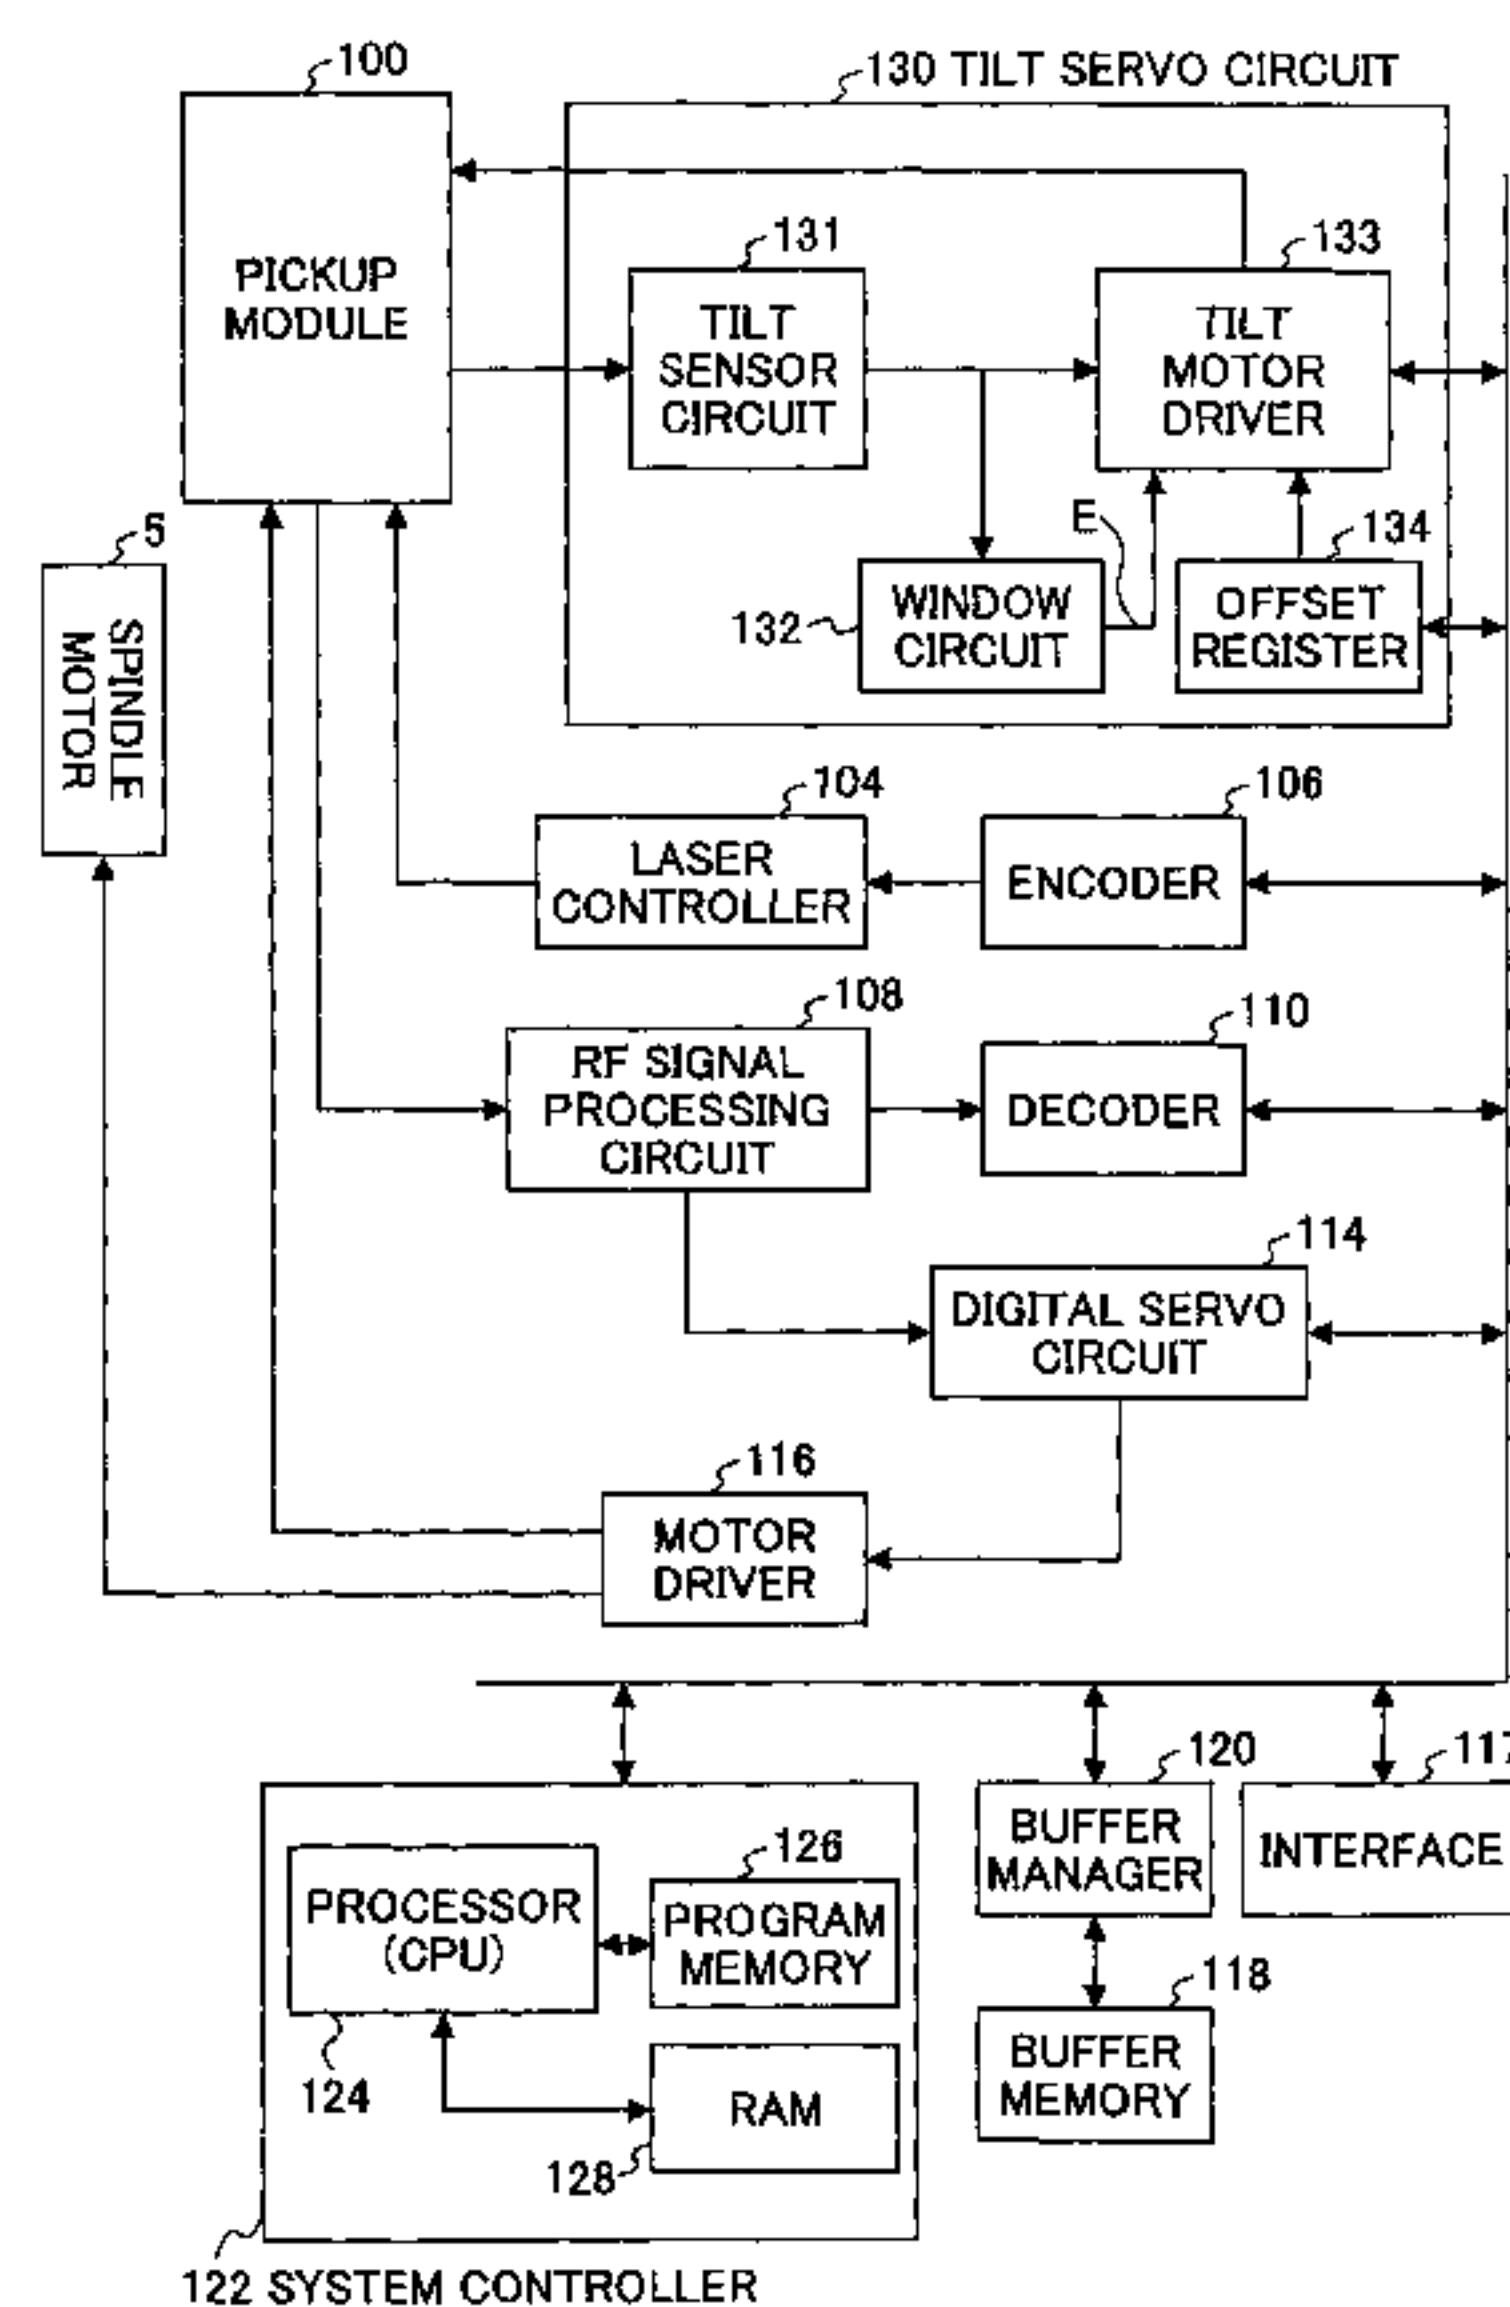 100
130 TILT SERVO CIRCUIT
PICKUP
MODULE
131
TILT
SENSOR
CIRCUIT
133
TILT
MOTOR
DRIVER
E
134
132
WINDOW
CIRCUIT
OFFSET
REGISTER
5
SPINDLE
MOTOR
104
LASER
CONTROLLER
106
ENCODER
108
RF SIGNAL
PROCESSING
CIRCUIT
110
DECODER
114
DIGITAL SERVO
CIRCUIT
116
MOTOR
DRIVER
120
BUFFER
MANAGER
117
INTERFACE
PROCESSOR
(CPU)
124
126
PROGRAM
MEMORY
118
BUFFER
MEMORY
RAM
128
122 SYSTEM CONTROLLER